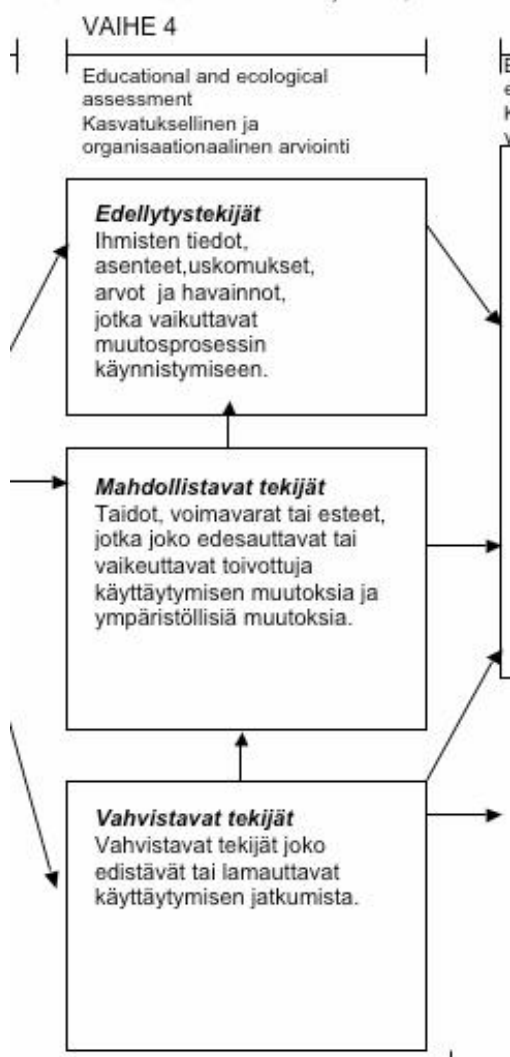 VAIHE 4
Educational and ecological
assessment
Kasvatuksellinen ja
organisaationaalinen arviointi
Edellytystekijät
Ihmisten tiedot,
asenteet,uskomukset,
arvot ja havainnot,
jotka vaikuttavat
muutosprosessin
käynnistymiseen.
Mahdollistavat tekijät
Taidot, voimavarat tai esteet,
jotka joko edesauttavat tai
vaikeuttavat toivottuja
käyttäytymisen muutoksia ja
ympäristöllisiä muutoksia.
Vahvistavat tekijät
Vahvistavat tekijät joko
edistävät tai lamauttavat
käyttäytymisen jatkumista.